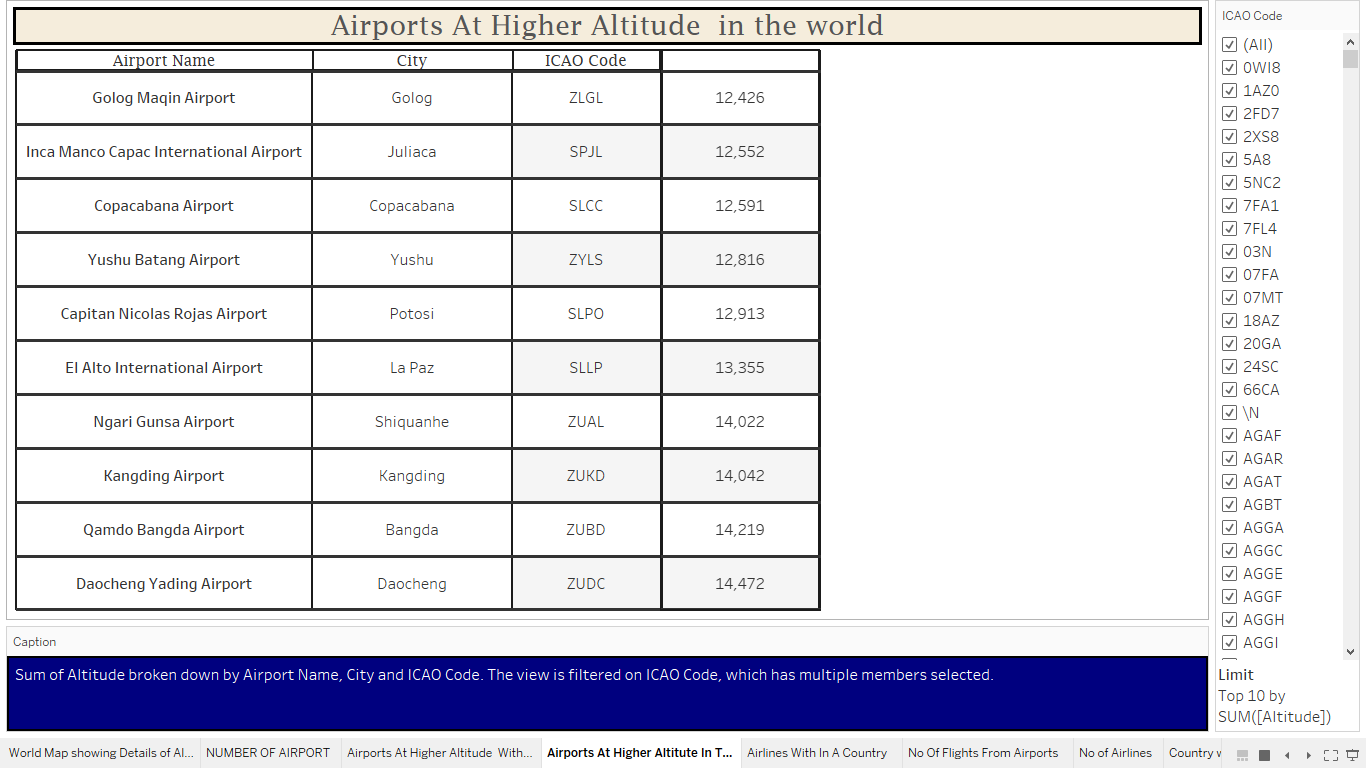 Airports At Higher Altitude  in the world
Airport Name City ICAO Code
Golog Maqin Airport Golog ZLGL 12,426
Inca Manco Capac International Airport Juliaca SPJL 12,552
Copacabana Airport Copacabana SLCC 12,591
Yushu Batang Airport Yushu ZYLS 12,816
Capitan Nicolas Rojas Airport Potosi SLPO 12,913
El Alto International Airport La Paz SLLP 13,355
Ngari Gunsa Airport Shiquanhe ZUAL 14,022
Kangding Airport Kangding ZUKD 14,042
Qamdo Bangda Airport Bangda ZUBD 14,219
Daocheng Yading Airport Daocheng ZUDC 14,472
Caption
Sum of Altitude broken down by Airport Name, City and ICAO Code. The view is filtered on ICAO Code, which has multiple members selected.
ICAO Code
(All)
0WI8
1AZ0
2FD7
2XS8
5A8
5NC2
7FA1
7FL4
03N
07FA
07MT
18AZ
20GA
24SC
66CA
\N
AGAF
AGAR
AGAT
AGBT
AGGA
AGGC
AGGE
AGGF
AGGH
AGGI
Limit
Top 10 by
SUM([Altitude])
World Map showing Details of Al... NUMBER OF AIRPORT Airports At Higher Altitude  With... Airports At Higher Altitute In T... Airlines With In A Country No Of Flights From Airports No of Airlines Country w